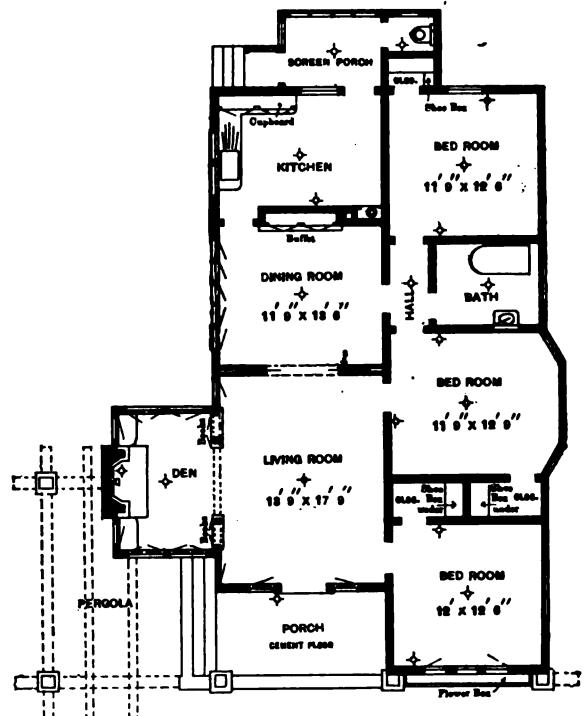 SCREEN PORCH
CLOS.
Shoe Box
Cupboard
BED ROOM
11' 9" X 12' 6"
KITCHEN
Buffet
DINING ROOM
11' 9" X 13' 6"
HALL
BATH
BED ROOM
11' 9" X 12' 9"
Books
DEN
LIVING ROOM
13' 9" X 17' 9"
Books
CLOS.
Shoe
Box
under
Shoe
Box
under
CLOS.
BED ROOM
12' X 12' 6"
PERGOLA
PORCH
CEMENT FLOOR
Flower Box